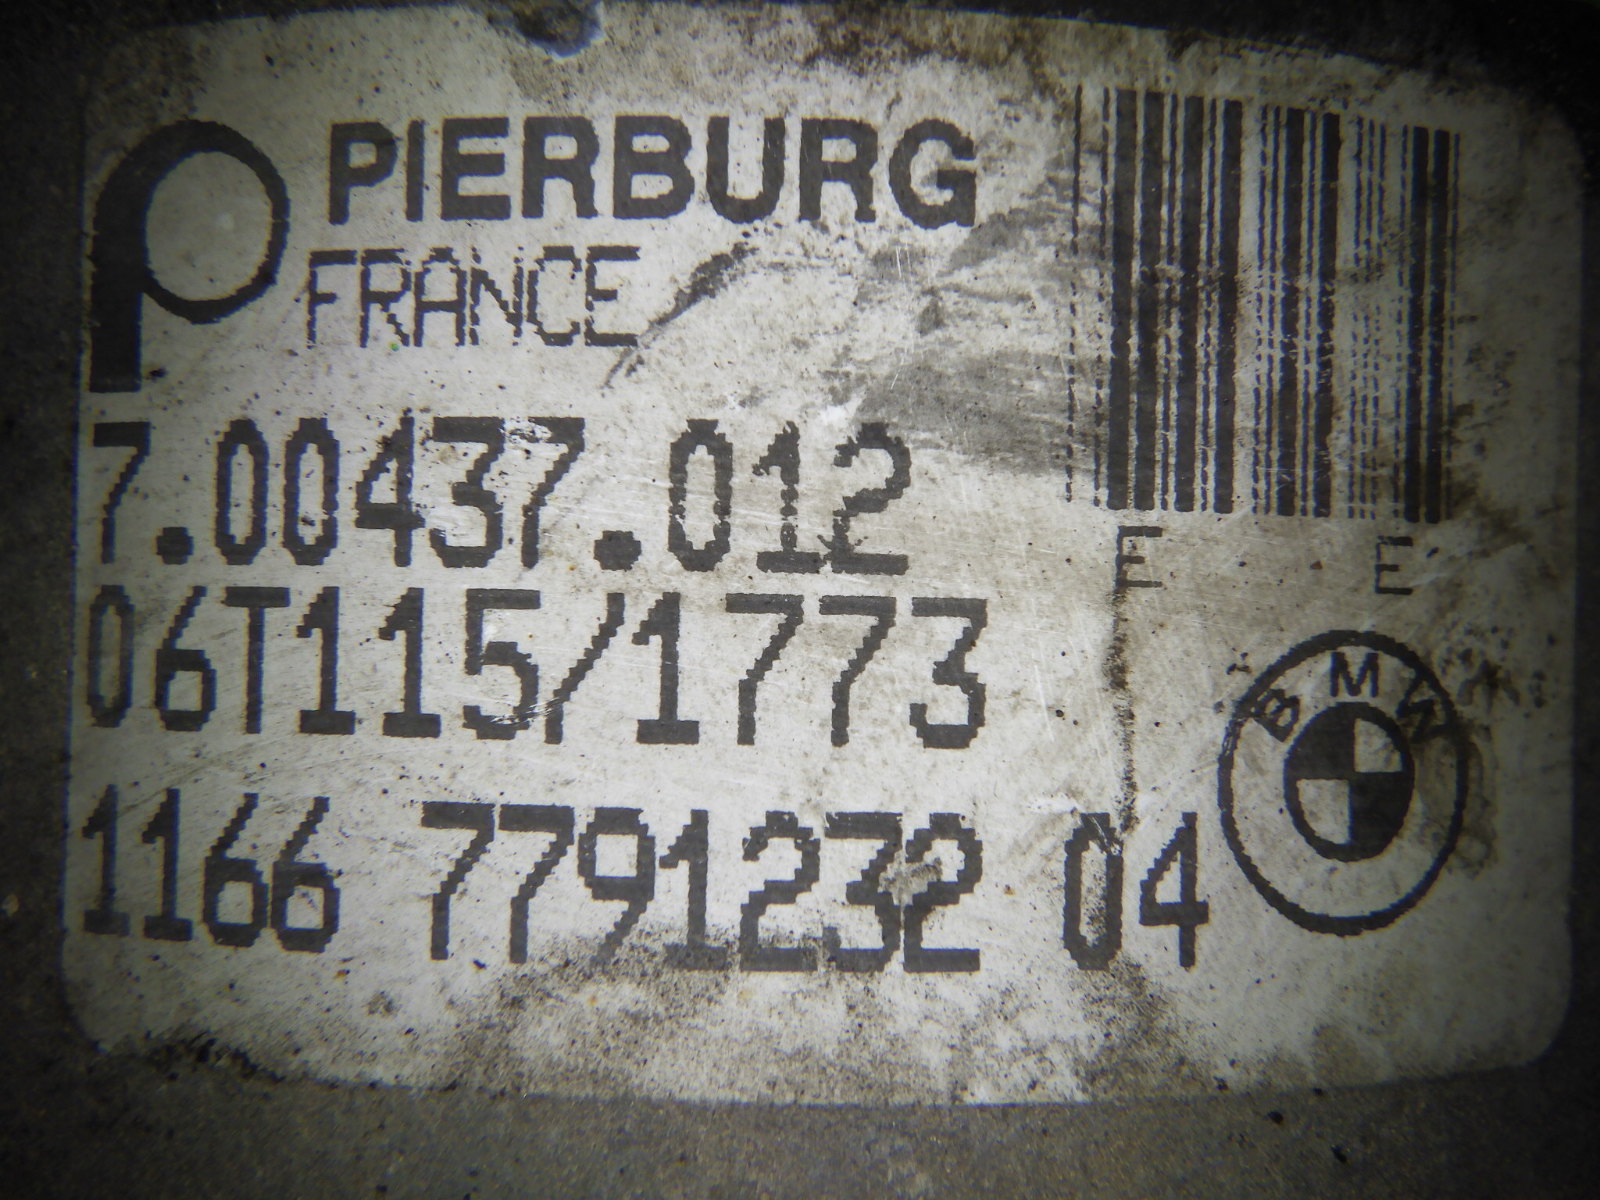 PIERBURG
FRANCE
7.00437.012
E E
06T115/1773
BMW
1166 7791232 04